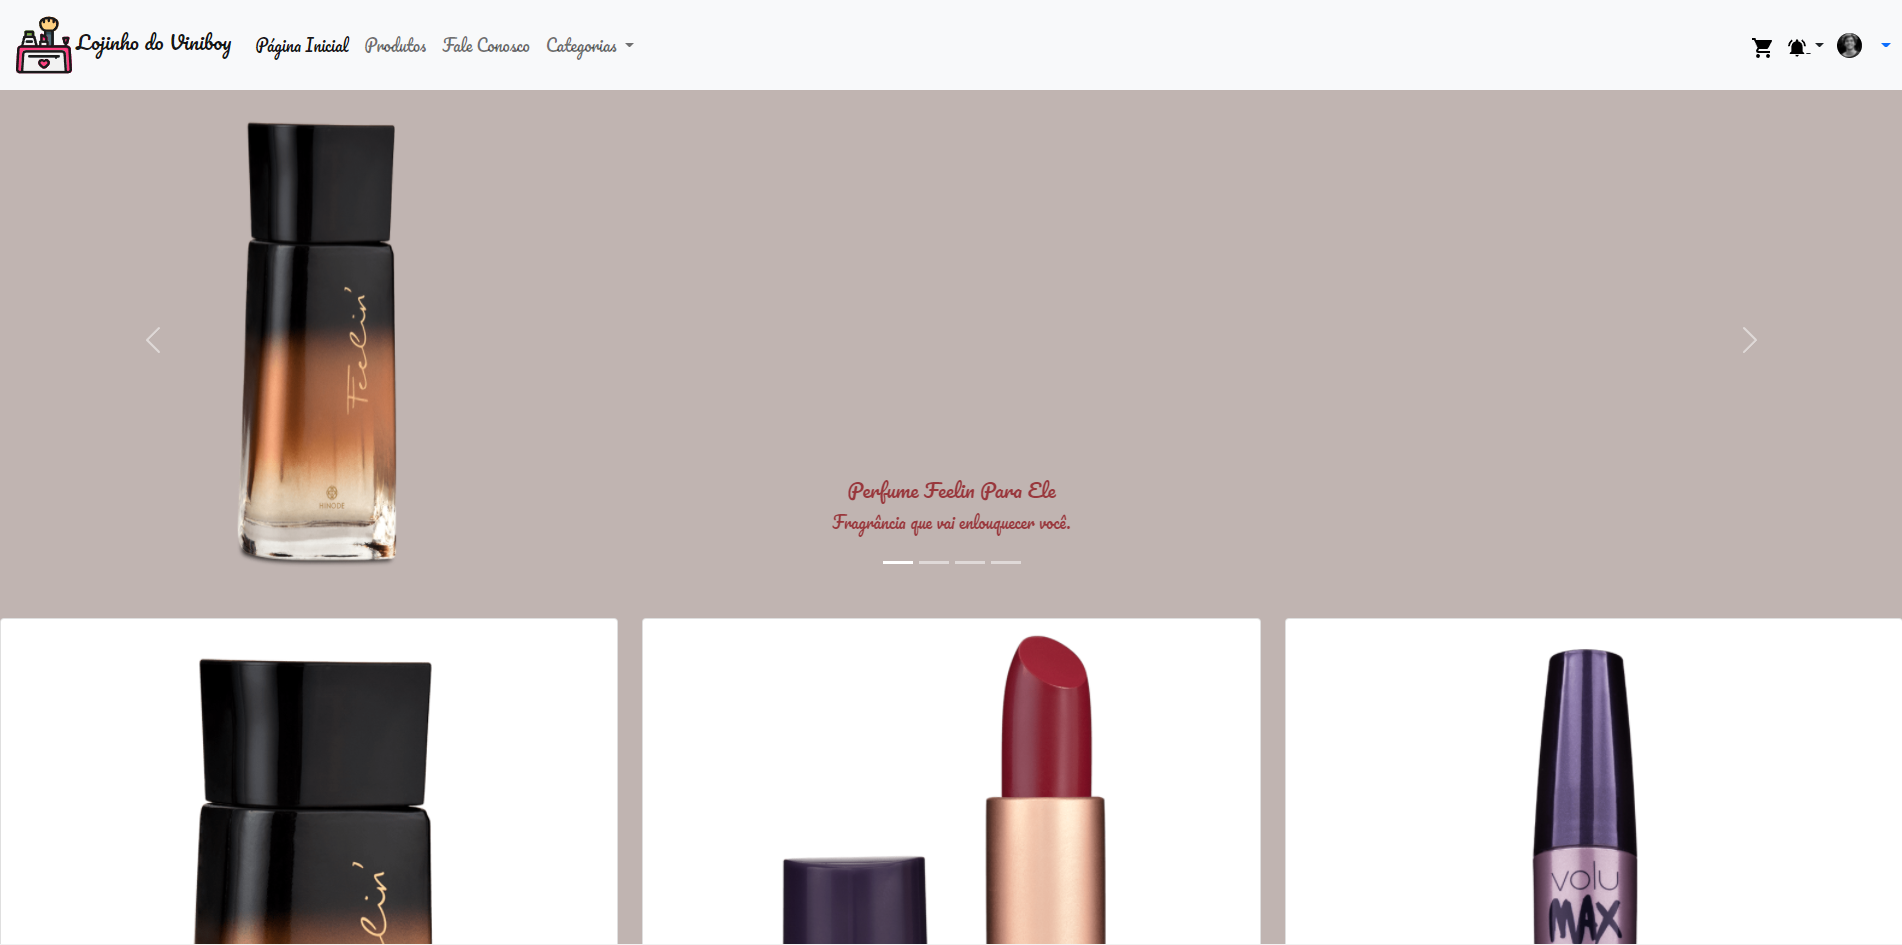 Lojinho do Viniboy
Página Inicial
Produtos
Fale Conosco
Categorias
Feelin'
HINODE
Perfume Feelin Para Ele
Fragrância que vai enlouquecer você.
elin'
volu
MAX